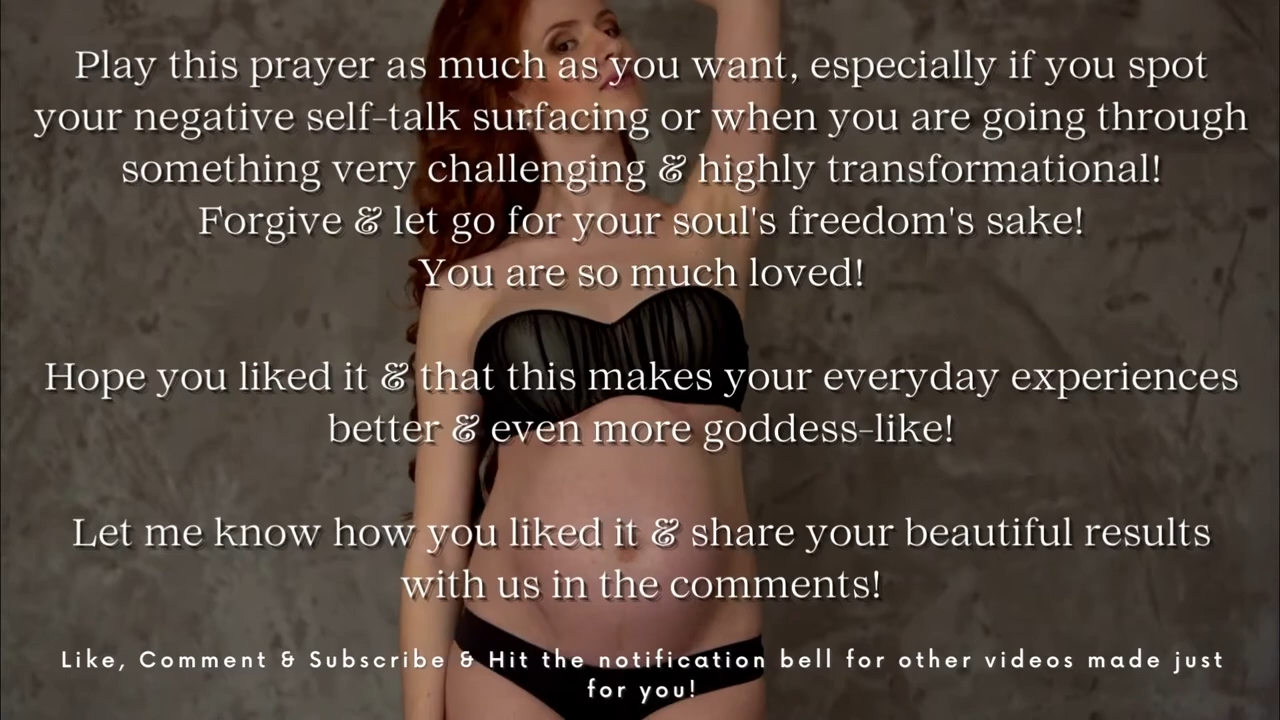 Play this prayer as much as you want, especially if you spot
your negative self-talk surfacing or when you are going through
something very challenging & highly transformational!
Forgive & let go for your soul's freedom's sake!
You are so much loved!
Hope you liked it & that this makes your everyday experiences
better & even more goddess-like!
Let me know how you liked it & share your beautiful results
with us in the comments!
Like, Comment & Subscribe & Hit the notification bell for other videos made just
for you!